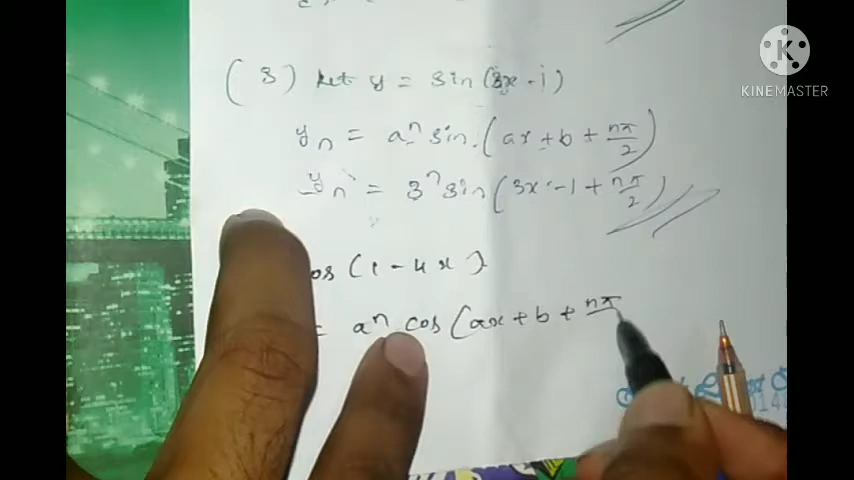 (3) Let y = sin(3x - 1)
KINEMASTER
yn = a^n sin (ax + b + nπ/2)
yn = 3^n sin (3x - 1 + nπ/2)
cos (1 - 4x)
= a^n cos (ax + b + nπ